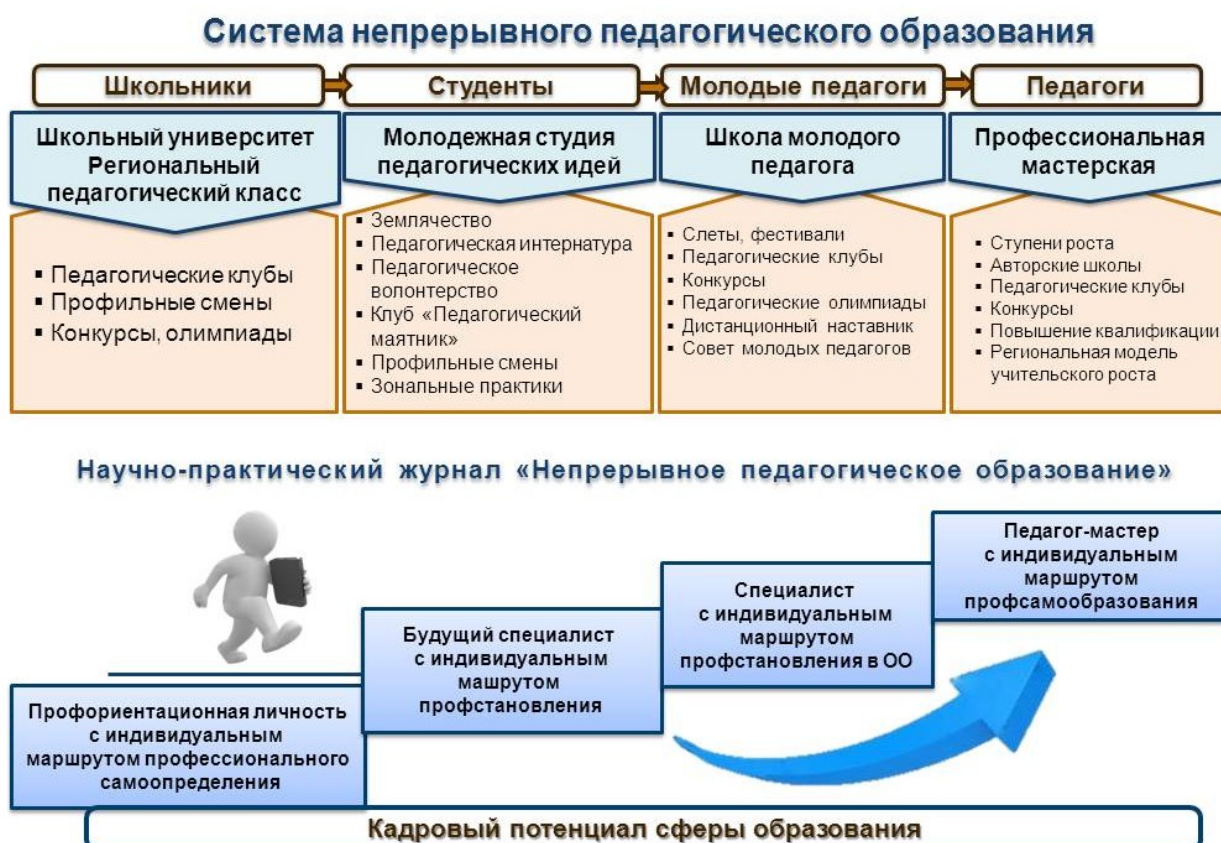 Система непрерывного педагогического образования
Школьники
Студенты
Молодые педагоги
Педагоги
Школьный университет
Региональный
педагогический класс
▪ Педагогические клубы
▪ Профильные смены
▪ Конкурсы, олимпиады
Молодежная студия
педагогических идей
▪ Землячество
▪ Педагогическая интернатура
▪ Педагогическое
волонтерство
▪ Клуб «Педагогический
маятник»
▪ Профильные смены
▪ Зональные практики
Школа молодого
педагога
▪ Слеты, фестивали
▪ Педагогические клубы
▪ Конкурсы
▪ Педагогические олимпиады
▪ Дистанционный наставник
▪ Совет молодых педагогов
Профессиональная
мастерская
▪ Ступени роста
▪ Авторские школы
▪ Педагогические клубы
▪ Конкурсы
▪ Повышение квалификации
▪ Региональная модель
учительского роста
Научно-практический журнал «Непрерывное педагогическое образование»
Профориентационная личность
с индивидуальным
маршрутом профессионального
самоопределения
Будущий специалист
с индивидуальным
машрутом
профстановления
Специалист
с индивидуальным
маршрутом
профстановления в ОО
Педагог-мастер
с индивидуальным
маршрутом
профсамообразования
Кадровый потенциал сферы образования